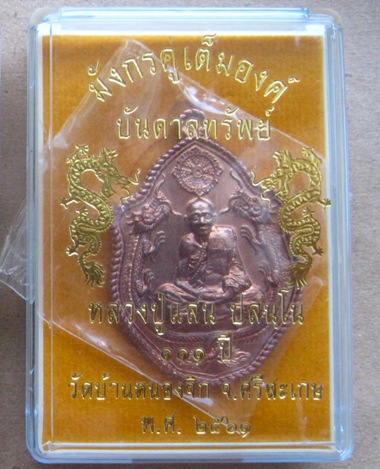 มังกรคู่เต็มองค์
บันดาลทรัพย์
หลวงปู่แสน ปสนฺโน
๑๑๑ ปี
วัดบ้านหนองจิก จ.ศรีสะเกษ
พ.ศ. ๒๕๖๑